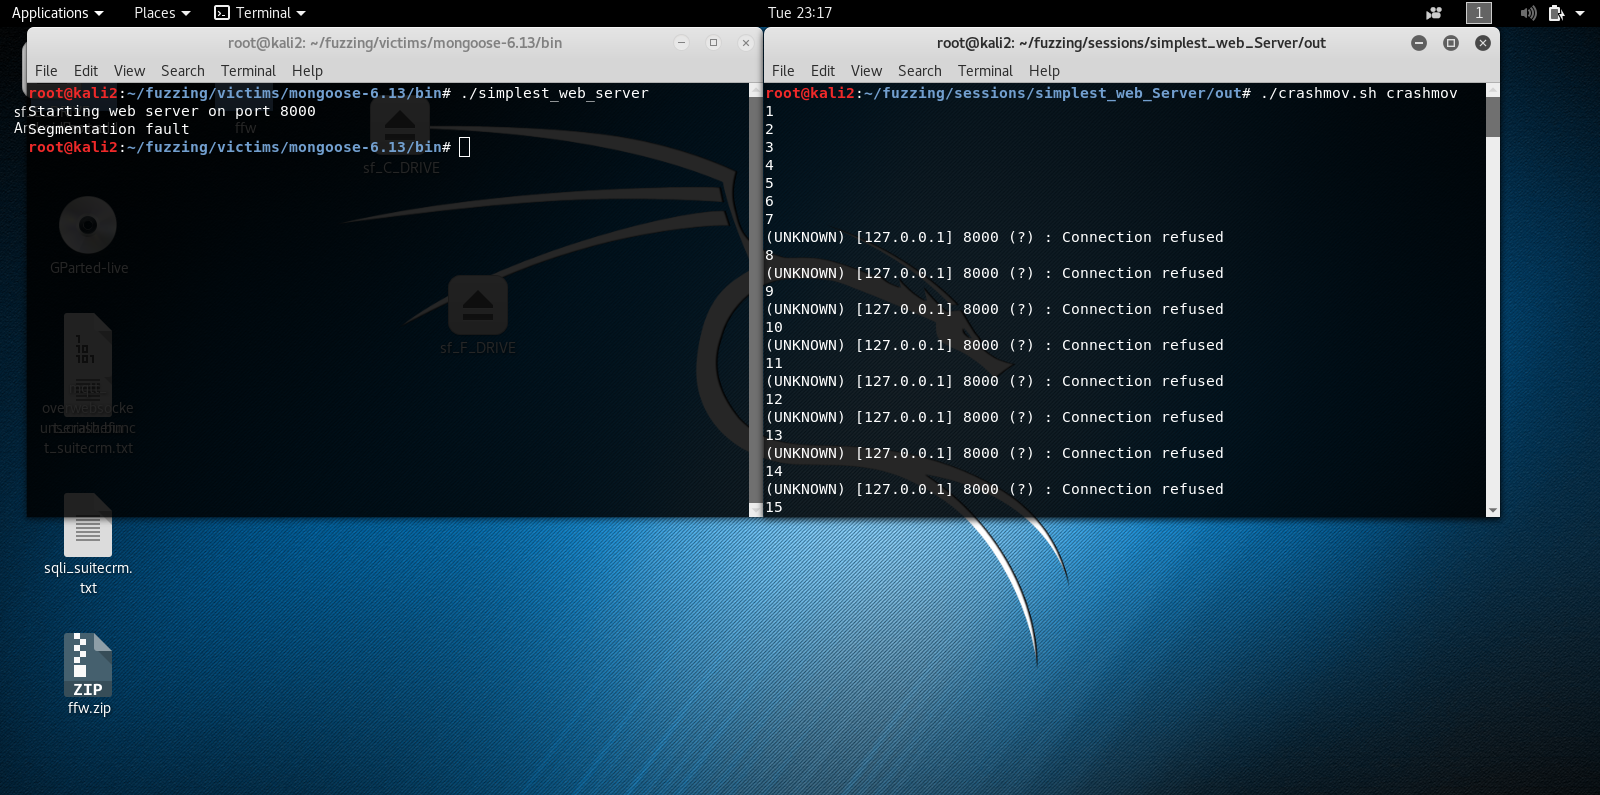 Applications Places Terminal Tue 23:17 1
root@kali2: ~/fuzzing/victims/mongoose-6.13/bin
File Edit View Search Terminal Help
root@kali2:~/fuzzing/victims/mongoose-6.13/bin# ./simplest_web_server
Starting web server on port 8000
Segmentation fault
root@kali2:~/fuzzing/victims/mongoose-6.13/bin#
root@kali2: ~/fuzzing/sessions/simplest_web_Server/out
File Edit View Search Terminal Help
root@kali2:~/fuzzing/sessions/simplest_web_Server/out# ./crashmov.sh crashmov
1
2
3
4
5
6
7
(UNKNOWN) [127.0.0.1] 8000 (?) : Connection refused
8
(UNKNOWN) [127.0.0.1] 8000 (?) : Connection refused
9
(UNKNOWN) [127.0.0.1] 8000 (?) : Connection refused
10
(UNKNOWN) [127.0.0.1] 8000 (?) : Connection refused
11
(UNKNOWN) [127.0.0.1] 8000 (?) : Connection refused
12
(UNKNOWN) [127.0.0.1] 8000 (?) : Connection refused
13
(UNKNOWN) [127.0.0.1] 8000 (?) : Connection refused
14
(UNKNOWN) [127.0.0.1] 8000 (?) : Connection refused
15
ffw
sf_C_DRIVE
GParted-live
sf_F_DRIVE
t_suitecrm.txt
sqli_suitecrm.
txt
ZIP
ffw.zip